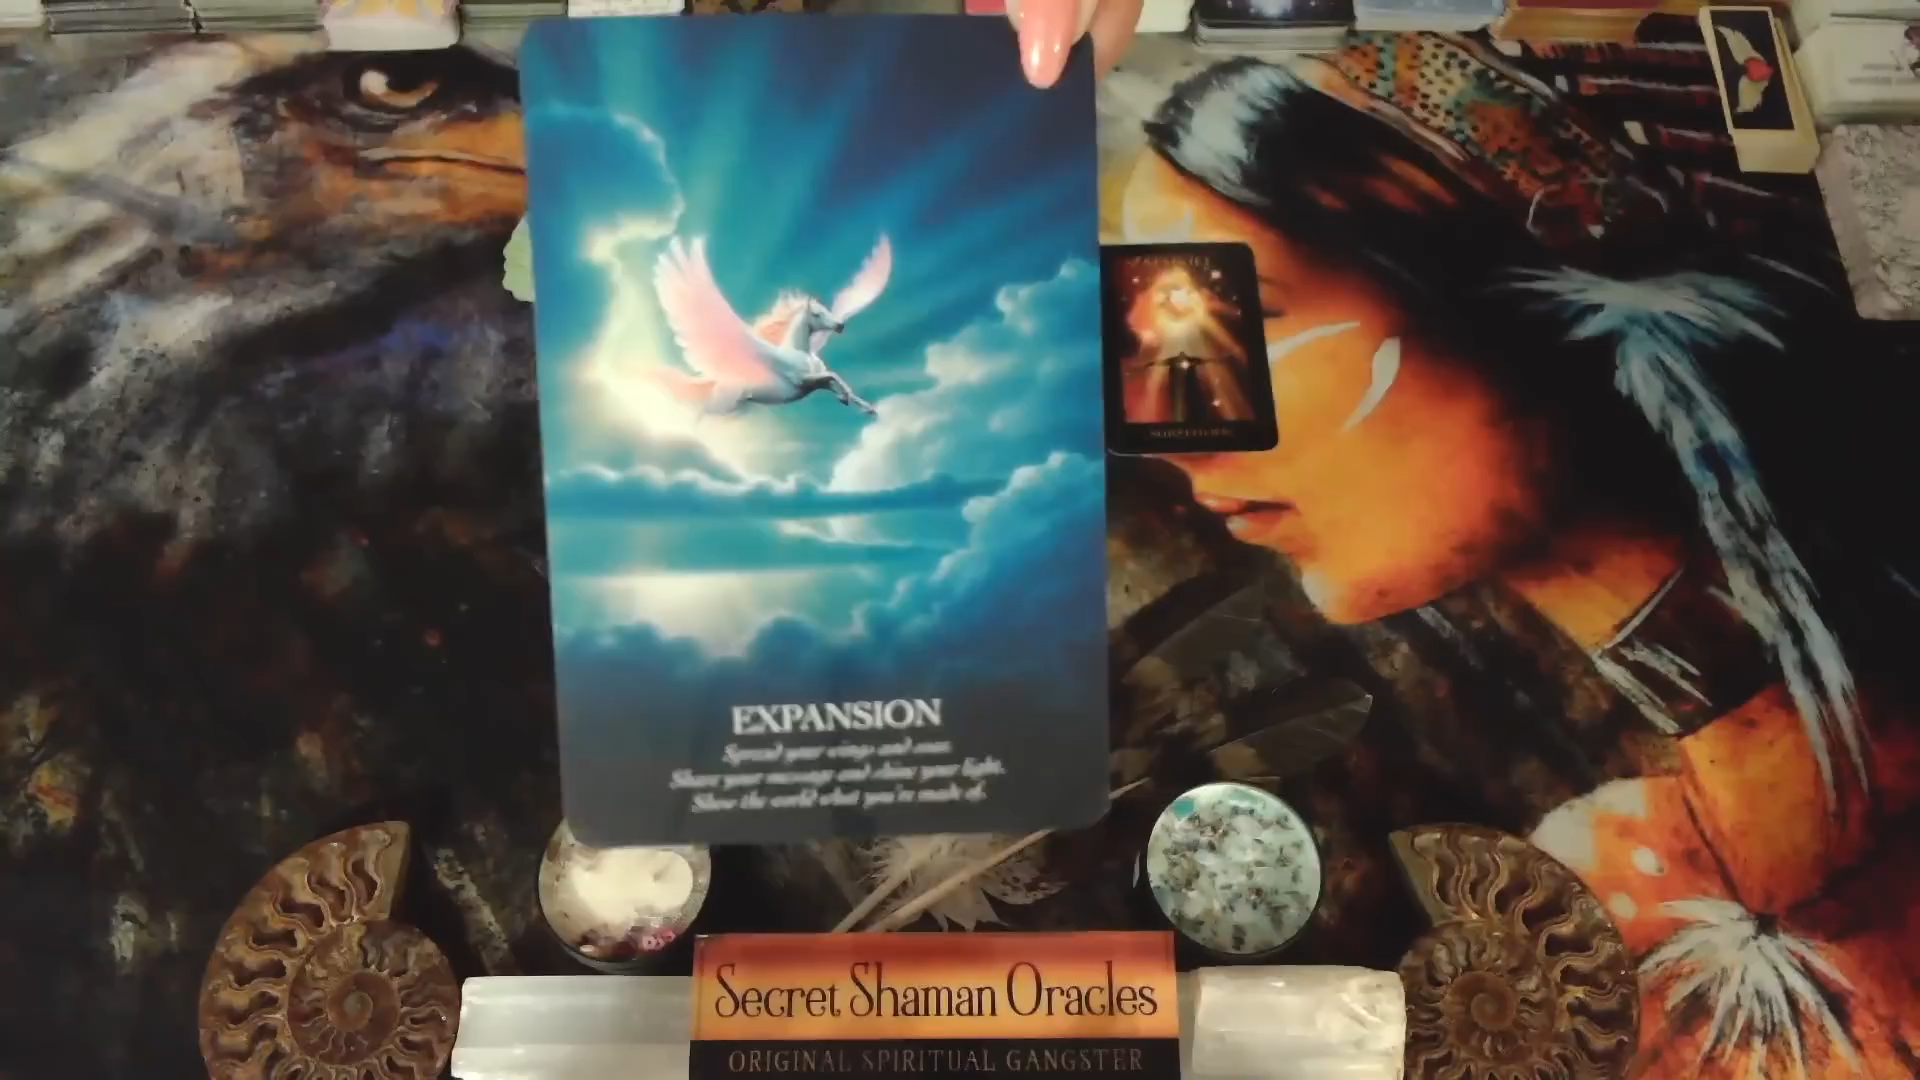 EXPANSION
Spread your wings and soar.
Share your message and shine your light.
Show the world what you're made of.
Secret Shaman Oracles
ORIGINAL SPIRITUAL GANGSTER